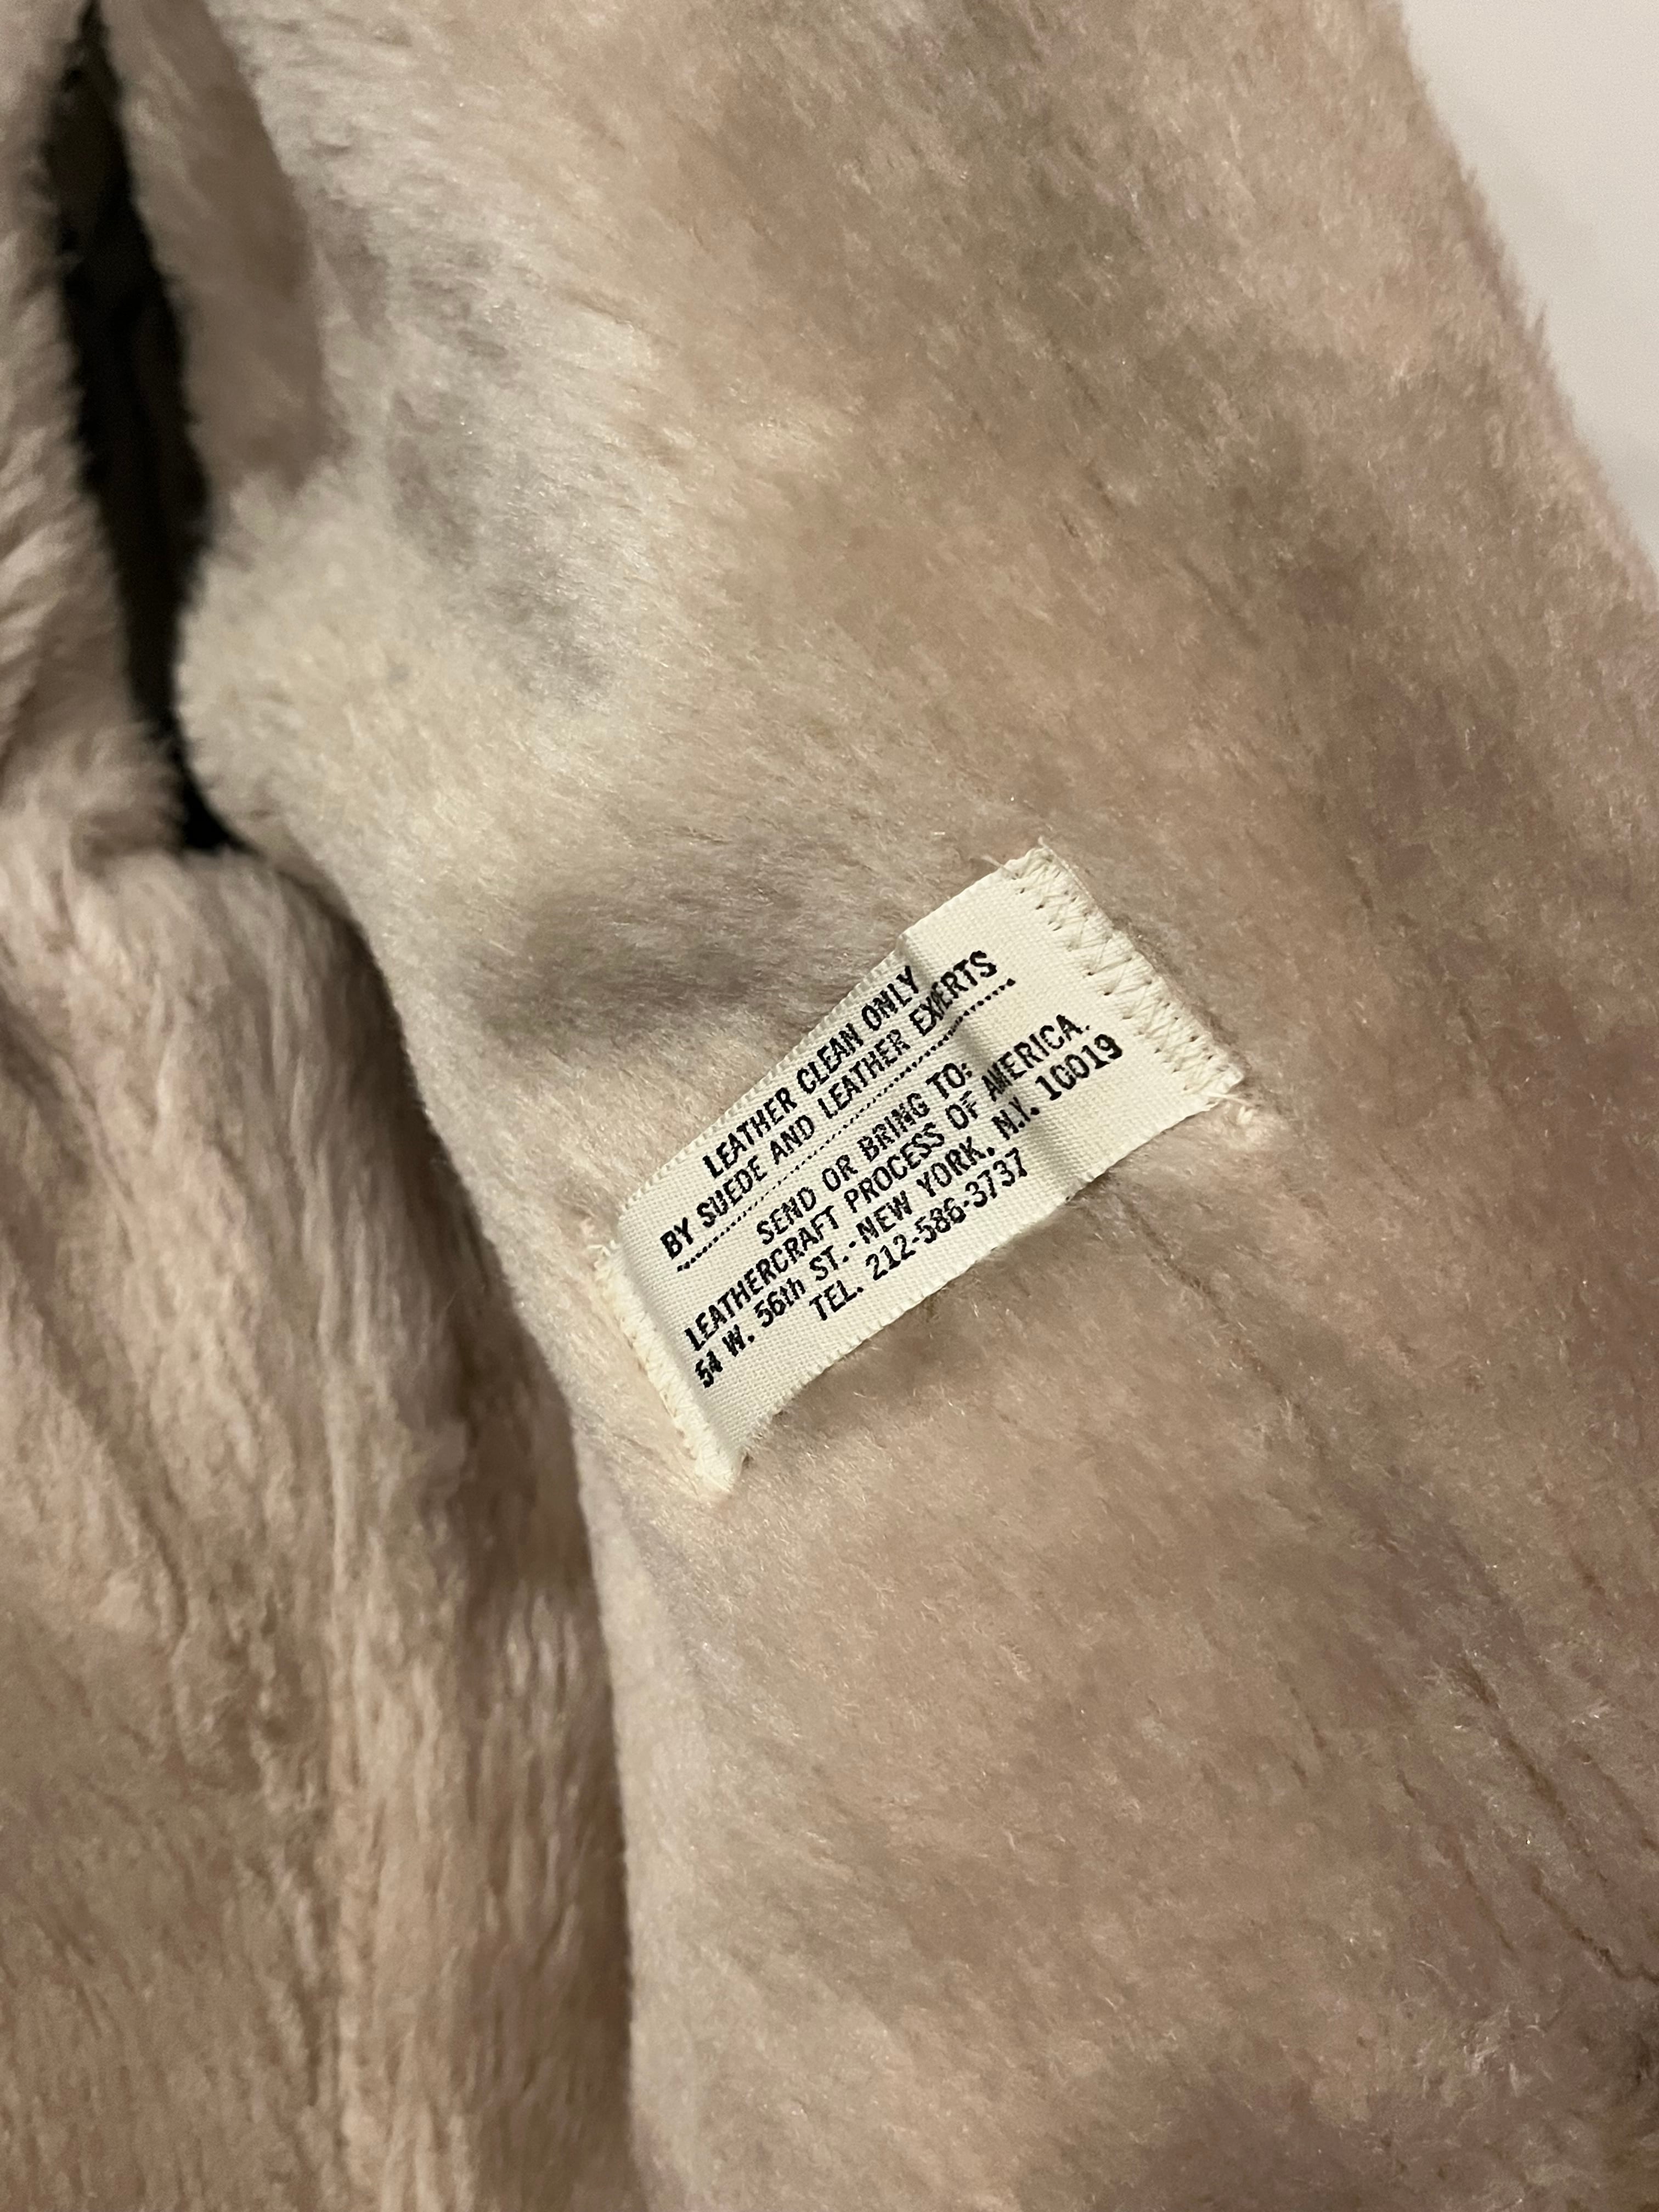 LEATHER CLEAN ONLY
BY SUEDE AND LEATHER EXPERTS
SEND OR BRING TO:
LEATHERCRAFT PROCESS OF AMERICA.
54 W. 56th ST.-NEW YORK, N.Y. 10019
TEL. 212-586-3737